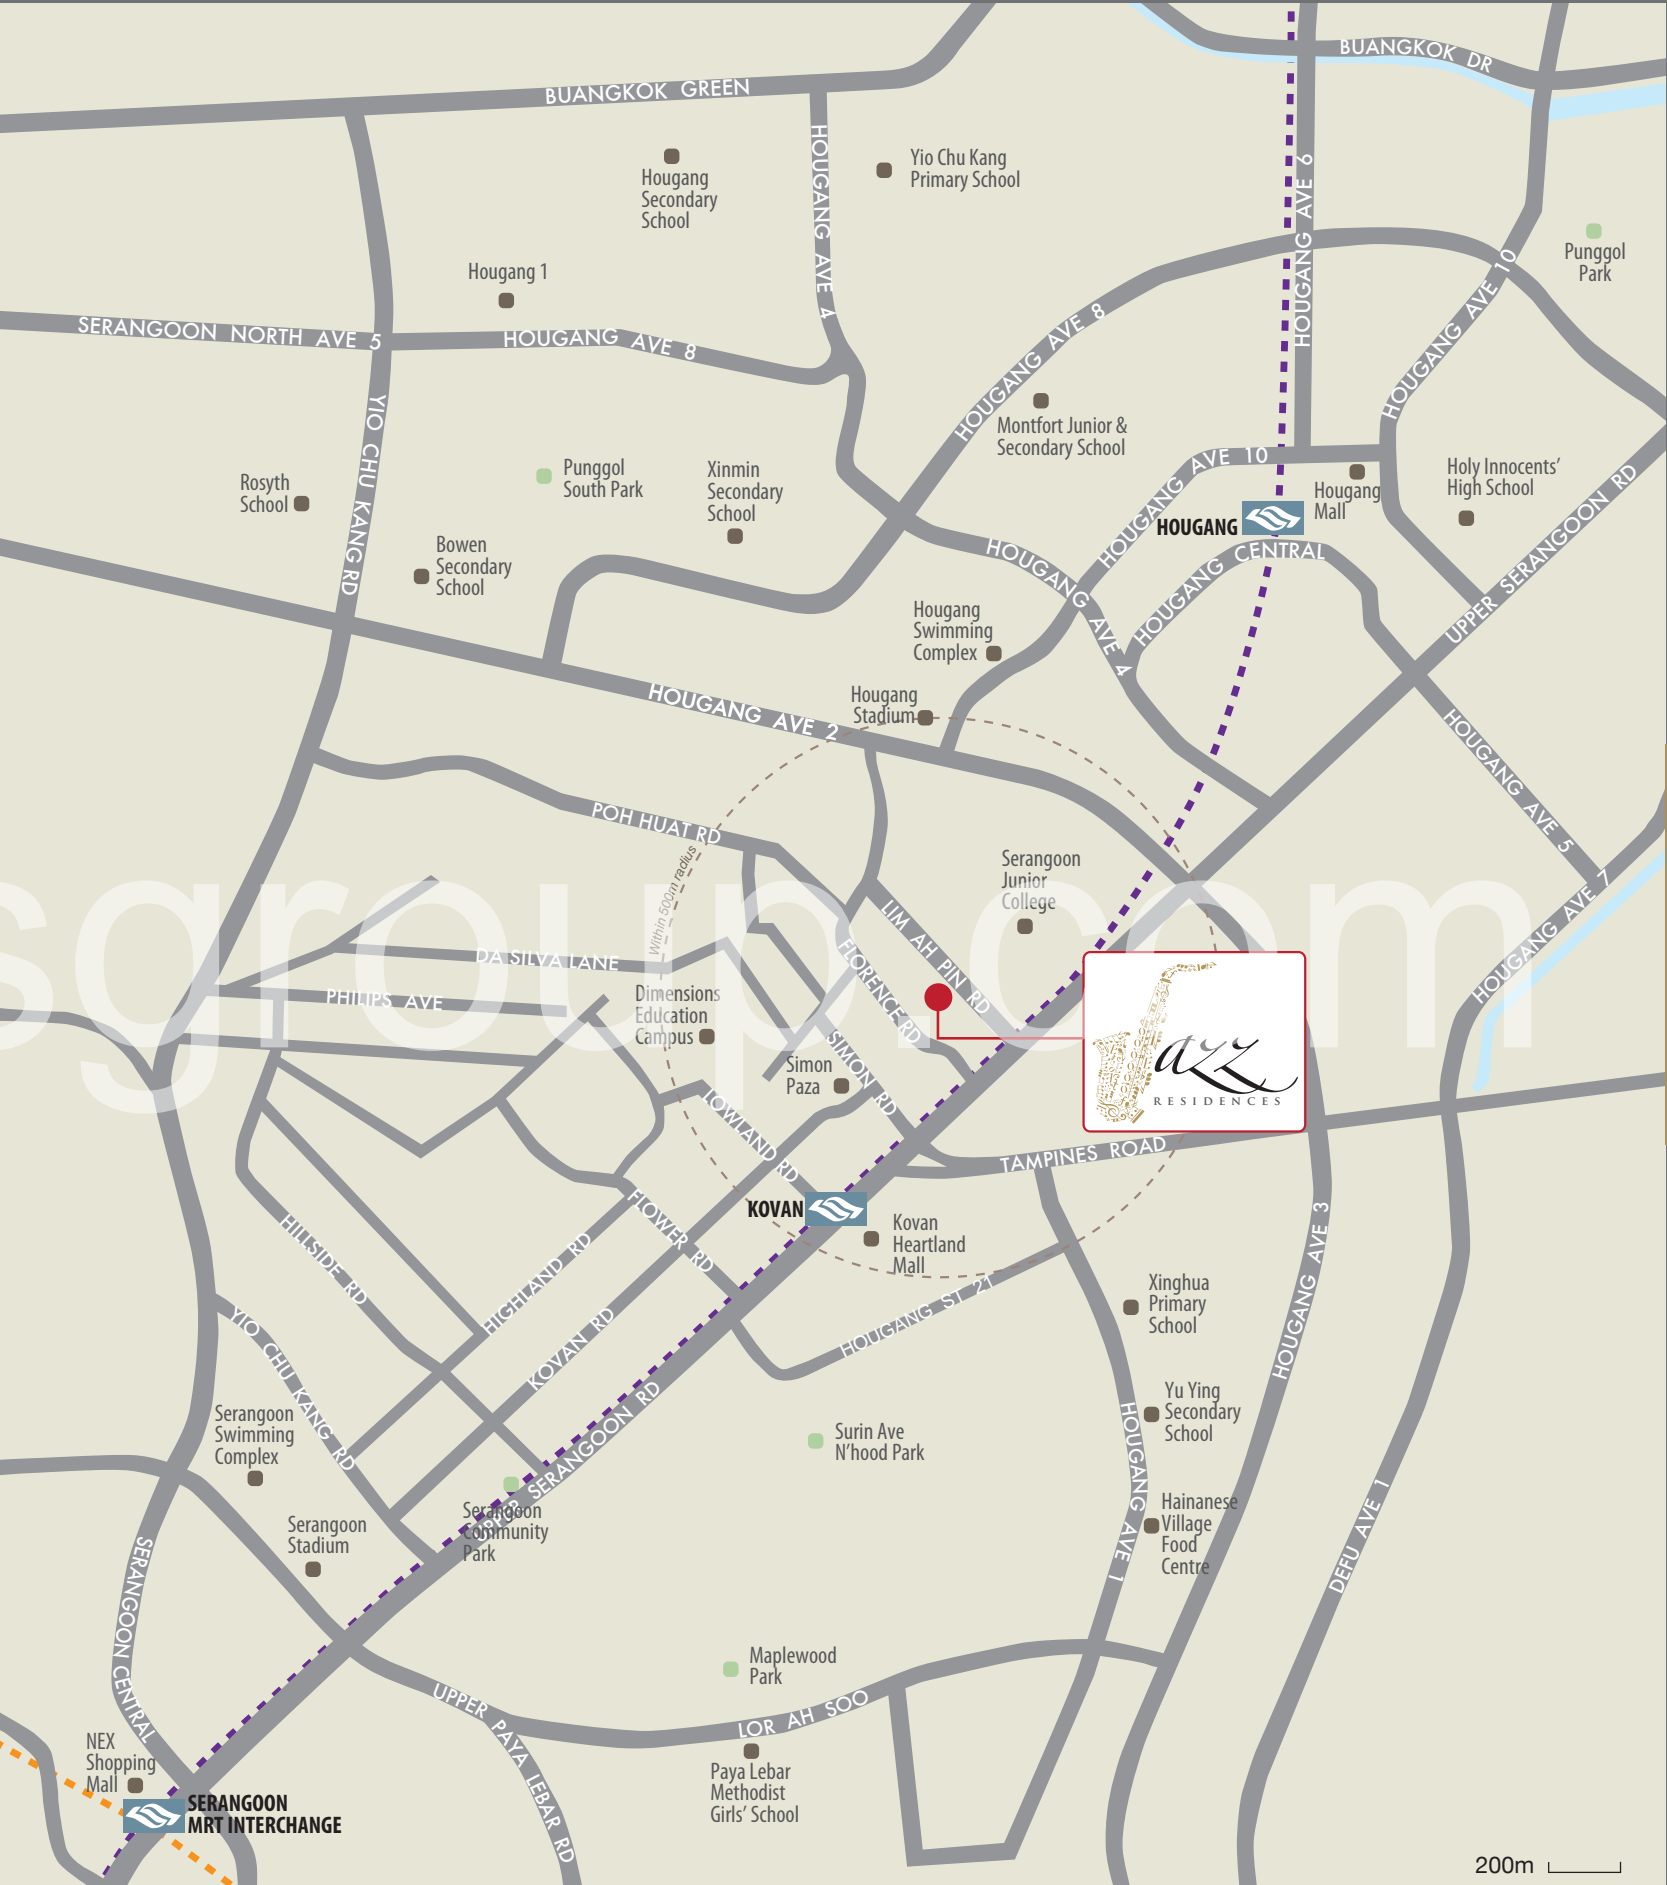 BUANGKOK DR
BUANGKOK GREEN
HOUGANG AVE 4
HOUGANG AVE 6
Hougang
Secondary
School
Yio Chu Kang
Primary School
Punggol
Park
Hougang 1
HOUGANG AVE 10
SERANGOON NORTH AVE 5
HOUGANG AVE 8
HOUGANG AVE 8
YIO CHU KANG RD
Montfort Junior &
Secondary School
AVE 10
HOUGANG
Rosyth
School
Punggol
South Park
Xinmin
Secondary
School
Hougang
Mall
Holy Innocents'
High School
HOUGANG
UPPER SERANGOON RD
Bowen
Secondary
School
HOUGANG AVE 4
HOUGANG CENTRAL
Hougang
Swimming
Complex
Hougang
Stadium
HOUGANG AVE 2
HOUGANG AVE 5
POH HUAT RD
Within 500m radius
Serangoon
Junior
College
HOUGANG AVE 7
sgroup.com
LIM AH PIN RD
DA SILVA LANE
FLORENCE RD
PHILIPS AVE
Dimensions
Education
Campus
Jazz
RESIDENCES
SIMON RD
Simon
Paza
LOWLAND RD
TAMPINES ROAD
KOVAN
Kovan
Heartland
Mall
FLOWER RD
HILLSIDE RD
HIGHLAND RD
KOVAN RD
HOUGANG ST 21
HOUGANG AVE 3
Xinghua
Primary
School
YIO CHU KANG RD
Yu Ying
Secondary
School
Serangoon
Swimming
Complex
Surin Ave
N'hood Park
HOUGANG AVE 1
UPPER SERANGOON RD
Serangoon
Community
Park
Hainanese
Village
Food
Centre
DEFU AVE 1
Serangoon
Stadium
SERANGOON CENTRAL
Maplewood
Park
UPPER PAYA LEBAR RD
LOR AH SOO
NEX
Shopping
Mall
Paya Lebar
Methodist
Girls' School
SERANGOON
MRT INTERCHANGE
200m